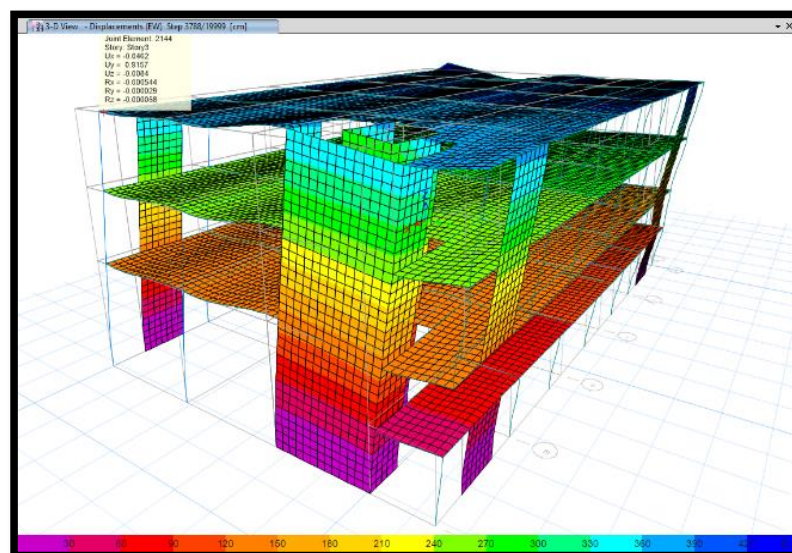 3-D View - Displacements (EW) Step 3788/19999 [cm]
Joint Element: 2144
Story: Story3
Ux = -0.0462
Uy = -0.9157
Uz = -0.0084
Rx = -0.000544
Ry = -0.000029
Rz = -0.000068
30 60 90 120 150 180 210 240 270 300 330 360 390